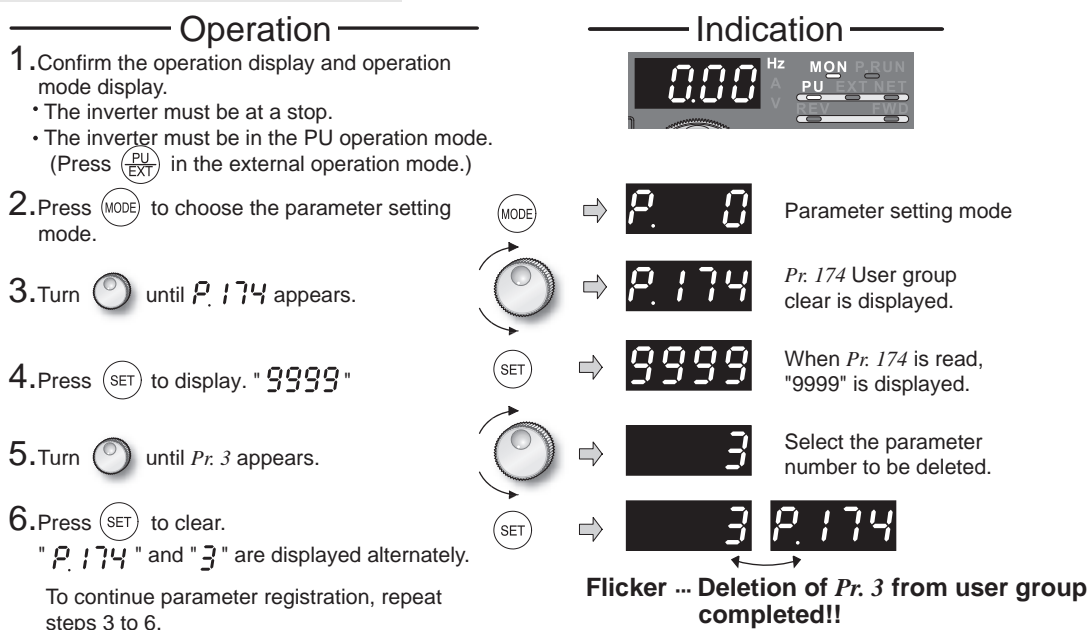 Operation
Indication
1.Confirm the operation display and operation
mode display.
• The inverter must be at a stop.
• The inverter must be in the PU operation mode.
(Press PU/EXT in the external operation mode.)
0.00 Hz MON P.RUN
A PU EXT NET
V REV FWD
2.Press MODE to choose the parameter setting
mode.
MODE P. 0 Parameter setting mode
3.Turn until P.174 appears.
P.174 Pr. 174 User group
clear is displayed.
4.Press SET to display. " 9999 "
SET 9999 When Pr. 174 is read,
"9999" is displayed.
5.Turn until Pr. 3 appears.
3 Select the parameter
number to be deleted.
6.Press SET to clear.
" P.174 " and " 3 " are displayed alternately.
SET 3 P.174
To continue parameter registration, repeat
steps 3 to 6.
Flicker ··· Deletion of Pr. 3 from user group
completed!!